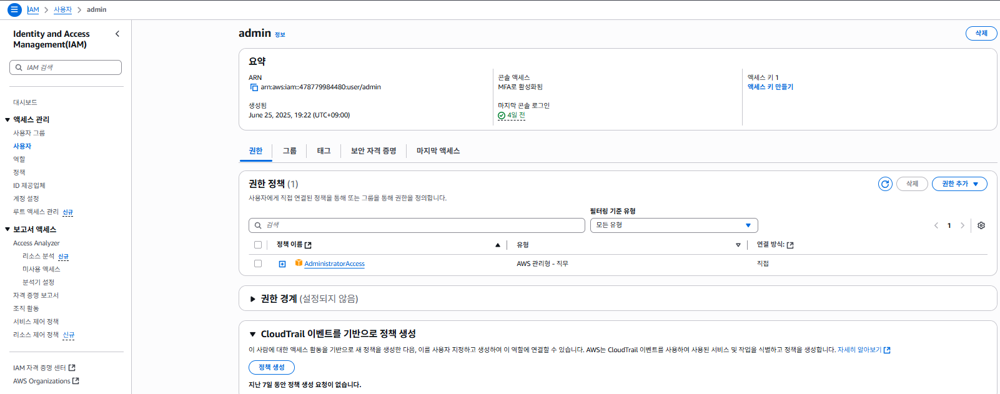 IAM > 사용자 > admin
Identity and Access
Management(IAM)
IAM 검색
대시보드
액세스 관리
사용자 그룹
사용자
역할
정책
ID 제공업체
계정 설정
루트 액세스 관리 신규
보고서 액세스
Access Analyzer
리소스 분석 신규
미사용 액세스
분석기 설정
자격 증명 보고서
조직 활동
서비스 제어 정책
리소스 제어 정책 신규
IAM 자격 증명 센터
AWS Organizations
admin 정보
삭제
요약
ARN
arn:aws:iam::478779984480:user/admin
생성됨
June 25, 2025, 19:22 (UTC+09:00)
콘솔 액세스
MFA로 활성화됨
마지막 콘솔 로그인
4일 전
액세스 키 1
액세스 키 만들기
권한 그룹 태그 보안 자격 증명 마지막 액세스
권한 정책 (1)
삭제 권한 추가
사용자에게 직접 연결된 정책을 통해 또는 그룹을 통해 권한을 정의합니다.
필터링 기준 유형
검색 모든 유형 1
정책 이름 유형 연결 방식:
AdministratorAccess AWS 관리형 - 직무 직접
권한 경계 (설정되지 않음)
CloudTrail 이벤트를 기반으로 정책 생성
이 사람에 대한 액세스 활동을 기반으로 새 정책을 생성한 다음, 이를 사용자 지정하고 생성하여 이 역할에 연결할 수 있습니다. AWS는 CloudTrail 이벤트를 사용하여 사용된 서비스 및 작업을 식별하고 정책을 생성합니다. 자세히 알아보기
정책 생성
지난 7일 동안 정책 생성 요청이 없습니다.